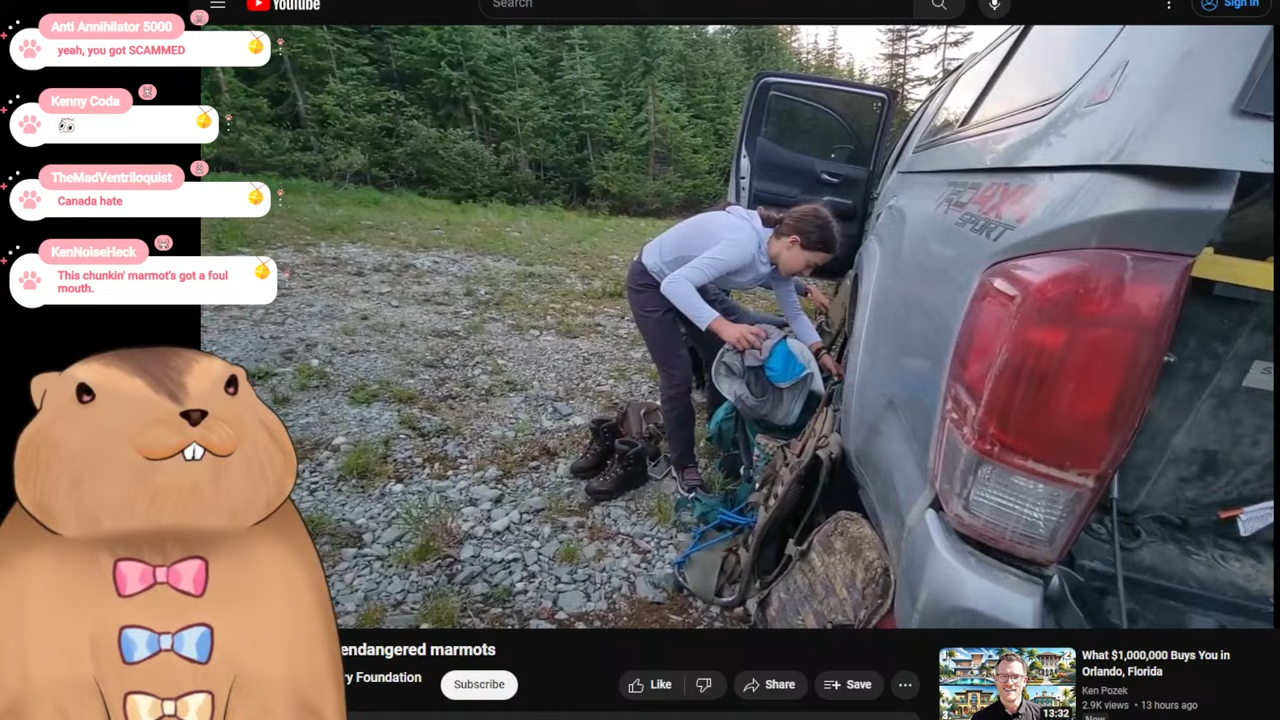 YouTube
Search
Sign in
Anti Annihilator 5000
yeah, you got SCAMMED
Kenny Coda
TheMadVentriloquist
Canada hate
KenNoiseHeck
This chunkin' marmot's got a foul
mouth.
TRD 4X4
SPORT
endangered marmots
ry Foundation
Subscribe
Like
Share
Save
What $1,000,000 Buys You in
Orlando, Florida
Ken Pozek
2.9K views • 13 hours ago
New
13:32